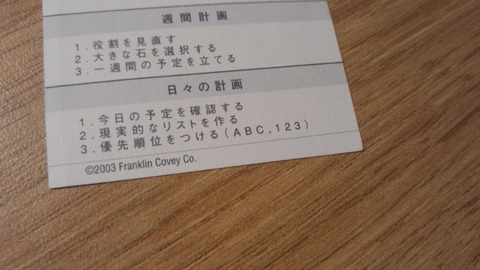 週間計画
1.役割を見直す
2.大きな石を選択する
3.一週間の予定を立てる
日々の計画
1.今日の予定を確認する
2.現実的なリストを作る
3.優先順位をつける(ABC,123)
©2003 Franklin Covey Co.